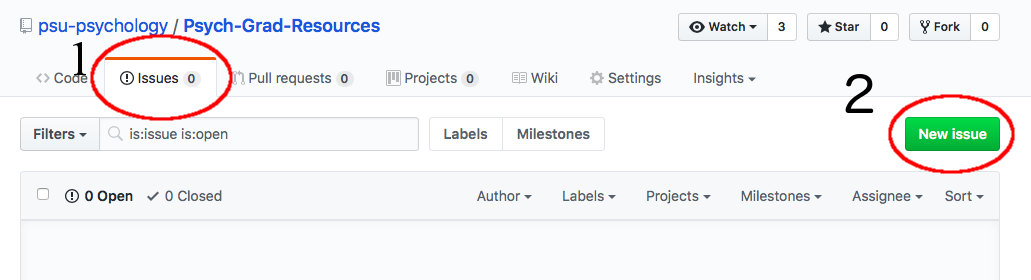 psu-psychology / Psych-Grad-Resources Watch 3 Star 0 Fork 0
1 2
Code Issues 0 Pull requests 0 Projects 0 Wiki Settings Insights
Filters is:issue is:open Labels Milestones New issue
0 Open 0 Closed Author Labels Projects Milestones Assignee Sort